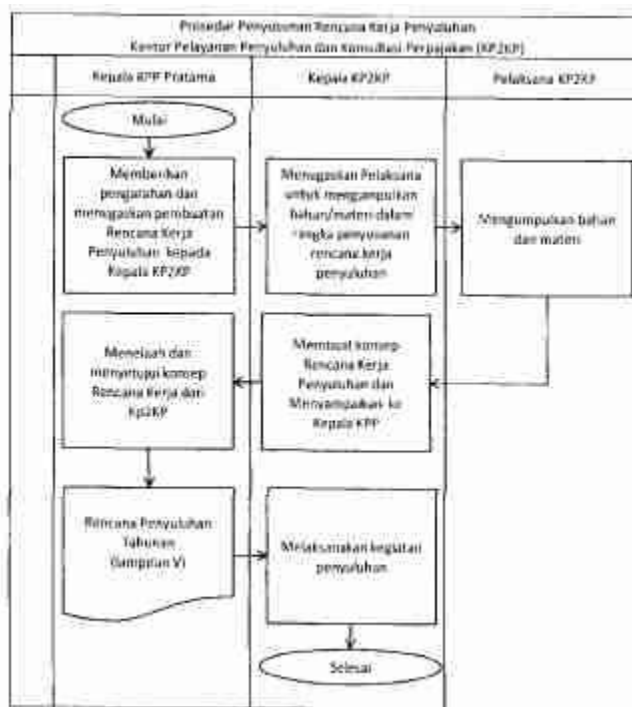 Prosedur Penyusunan Rencana Kerja Penyuluhan
Kantor Pelayanan Penyuluhan dan Konsultasi Perpajakan (KP2KP)
Kepala KPP Pratama
Kepala KP2KP
Pelaksana KP2KP
Mulai
Memberikan
pengarahan dan
menugaskan pembuatan
Rencana Kerja
Penyuluhan kepada
Kepala KP2KP
Menugaskan Pelaksana
untuk mengumpulkan
bahan/materi dalam
rangka penyusunan
rencana kerja
penyuluhan
Mengumpulkan bahan
dan materi
Menelaah dan
menyetujui konsep
Rencana Kerja dari
Kp2KP
Membuat konsep
Rencana Kerja
Penyuluhan dan
Menyampaikan ke
Kepala KPP
Rencana Penyuluhan
Tahunan
(lampiran V)
Melaksanakan kegiatan
penyuluhan
Selesai